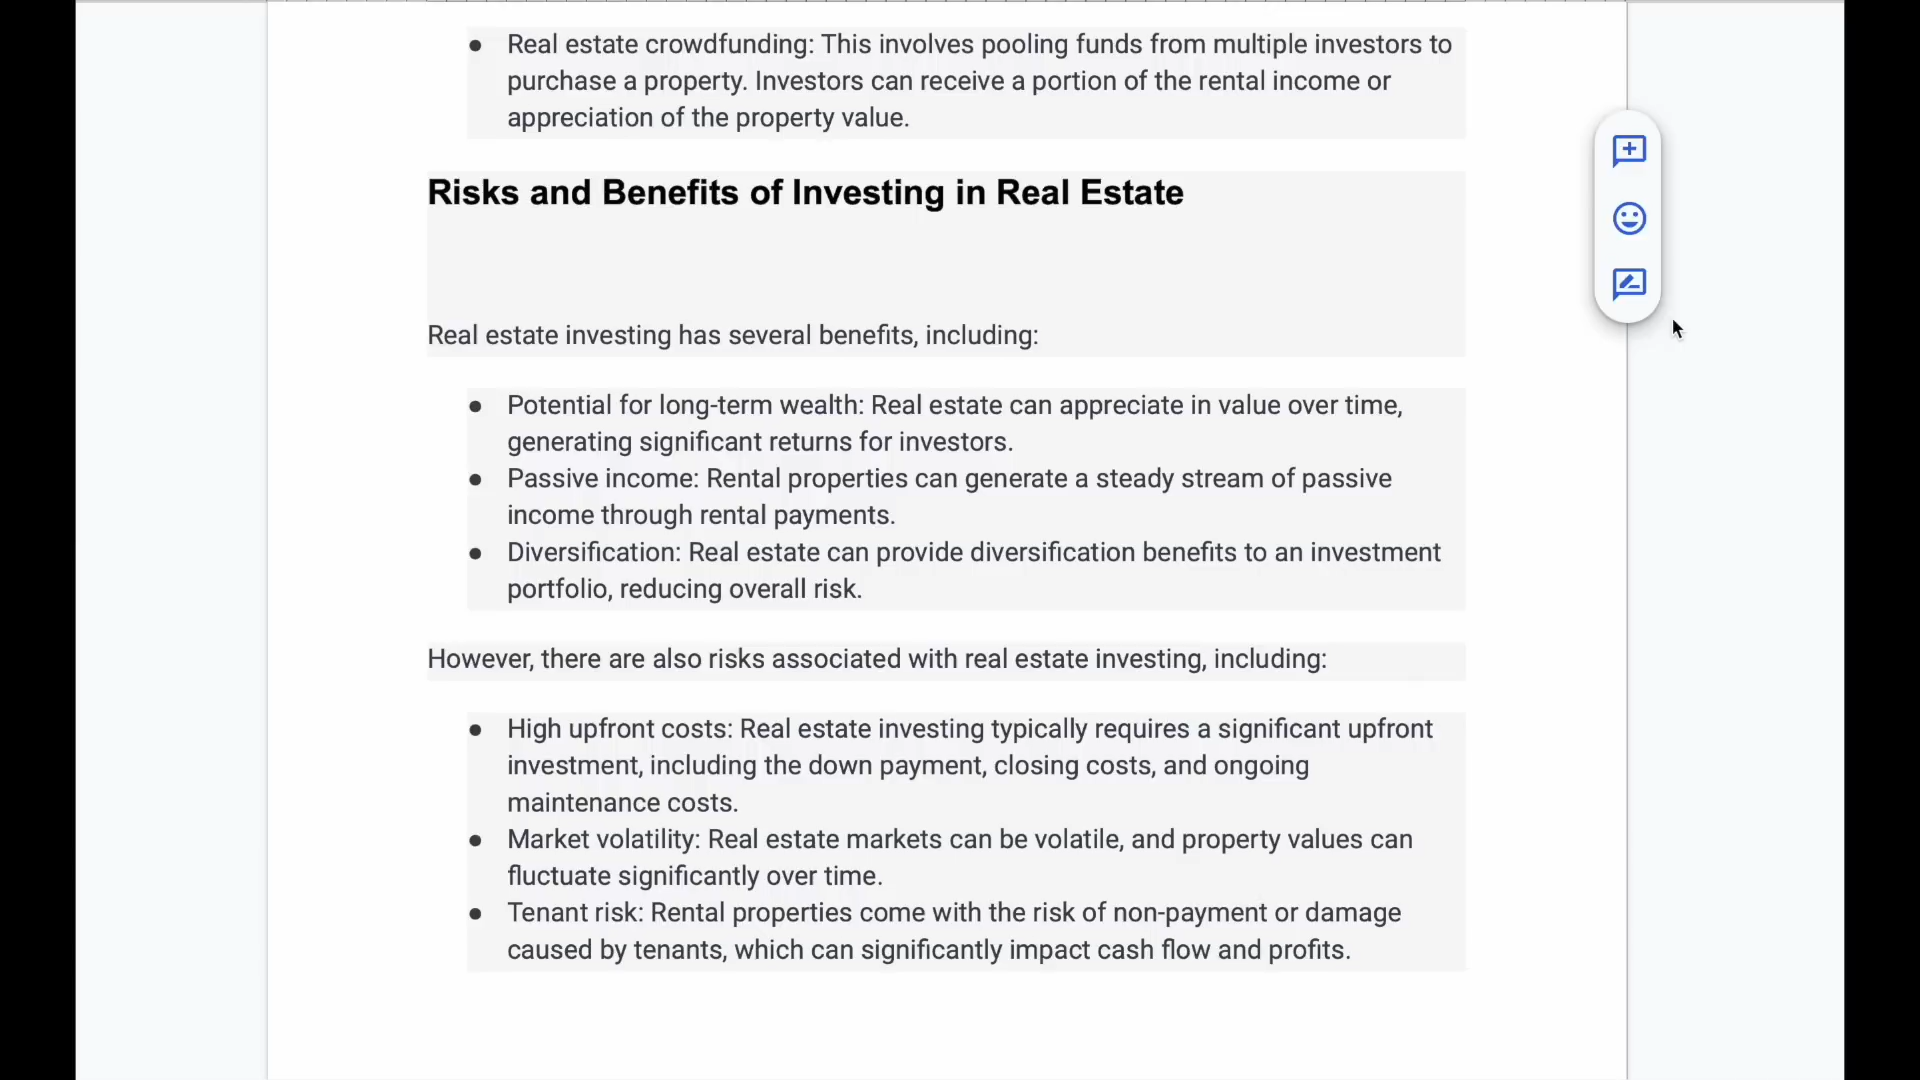 ● Real estate crowdfunding: This involves pooling funds from multiple investors to
purchase a property. Investors can receive a portion of the rental income or
appreciation of the property value.
Risks and Benefits of Investing in Real Estate
Real estate investing has several benefits, including:
● Potential for long-term wealth: Real estate can appreciate in value over time,
generating significant returns for investors.
● Passive income: Rental properties can generate a steady stream of passive
income through rental payments.
● Diversification: Real estate can provide diversification benefits to an investment
portfolio, reducing overall risk.
However, there are also risks associated with real estate investing, including:
● High upfront costs: Real estate investing typically requires a significant upfront
investment, including the down payment, closing costs, and ongoing
maintenance costs.
● Market volatility: Real estate markets can be volatile, and property values can
fluctuate significantly over time.
● Tenant risk: Rental properties come with the risk of non-payment or damage
caused by tenants, which can significantly impact cash flow and profits.